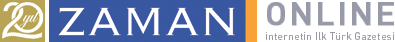 20 yıl ZAMAN ONLINE
internetin İlk Türk Gazetesi